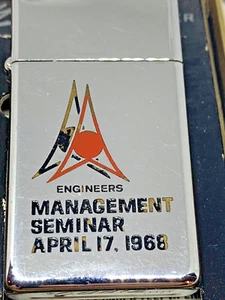 ENGINEERS
MANAGEMENT
SEMINAR
APRIL 17, 1968